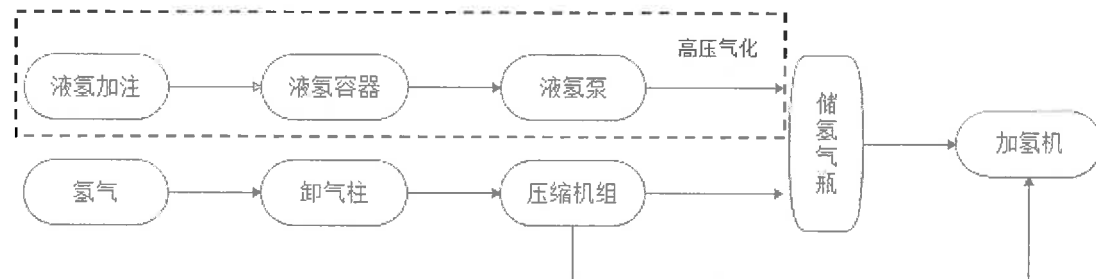 高压气化
液氢加注
液氢容器
液氢泵
储氢气瓶
加氢机
氢气
卸气柱
压缩机组